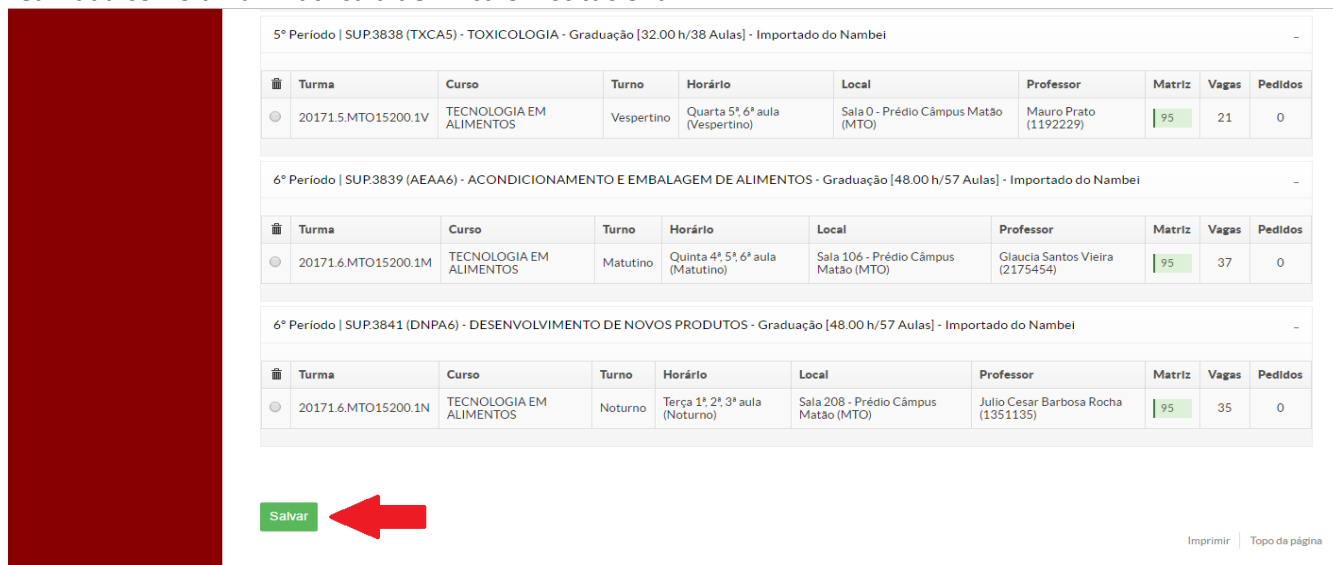 5º Período | SUP.3838 (TXCA5) - TOXICOLOGIA - Graduação [32.00 h/38 Aulas] - Importado do Nambei -
Turma Curso Turno Horário Local Professor Matriz Vagas Pedidos
20171.5.MTO15200.1V TECNOLOGIA EM ALIMENTOS Vespertino Quarta 5ª, 6ª aula (Vespertino) Sala 0 - Prédio Câmpus Matão (MTO) Mauro Prato (1192229) 95 21 0
6º Período | SUP.3839 (AEAA6) - ACONDICIONAMENTO E EMBALAGEM DE ALIMENTOS - Graduação [48.00 h/57 Aulas] - Importado do Nambei -
Turma Curso Turno Horário Local Professor Matriz Vagas Pedidos
20171.6.MTO15200.1M TECNOLOGIA EM ALIMENTOS Matutino Quinta 4ª, 5ª, 6ª aula (Matutino) Sala 106 - Prédio Câmpus Matão (MTO) Glaucia Santos Vieira (2175454) 95 37 0
6º Período | SUP.3841 (DNPA6) - DESENVOLVIMENTO DE NOVOS PRODUTOS - Graduação [48.00 h/57 Aulas] - Importado do Nambei -
Turma Curso Turno Horário Local Professor Matriz Vagas Pedidos
20171.6.MTO15200.1N TECNOLOGIA EM ALIMENTOS Noturno Terça 1ª, 2ª, 3ª aula (Noturno) Sala 208 - Prédio Câmpus Matão (MTO) Julio Cesar Barbosa Rocha (1351135) 95 35 0
Salvar
Imprimir Topo da página